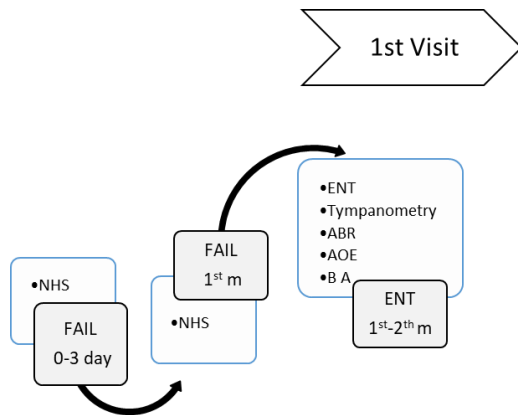 1st Visit
•ENT
•Tympanometry
•ABR
•AOE
•B A
ENT
1st-2th m
FAIL
1st m
•NHS
•NHS
FAIL
0-3 day